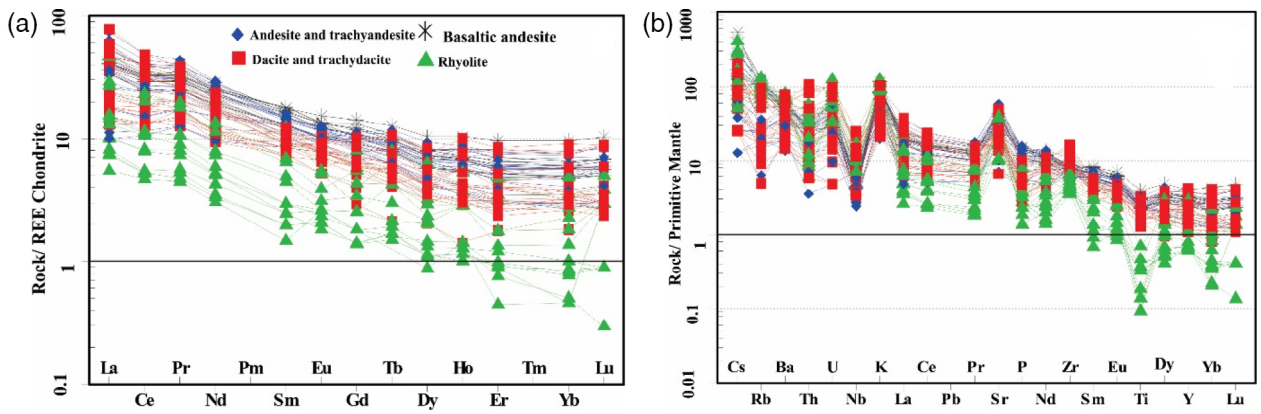 (a)
Rock/ REE Chondrite
100
10
1
0.1
Andesite and trachyandesite
Basaltic andesite
Dacite and trachydacite
Rhyolite
La Pr Pm Eu Tb Ho Tm Lu
Ce Nd Sm Gd Dy Er Yb
(b)
Rock/ Primitive Mantle
1000
100
10
1
0.1
0.01
Cs Ba U K Ce Pr P Zr Eu Dy Yb
Rb Th Nb La Pb Sr Nd Sm Ti Y Lu